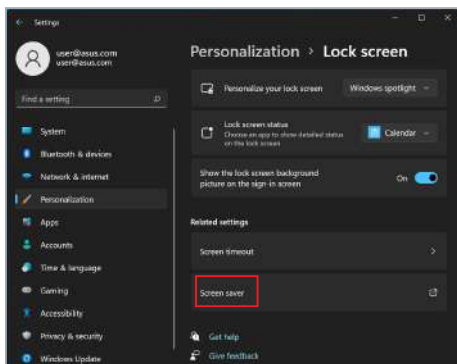 Settings
user@asus.com
user@asus.com
Find a setting
System
Bluetooth & devices
Network & internet
Personalization
Apps
Accounts
Time & language
Gaming
Accessibility
Privacy & security
Windows Update
Personalization > Lock screen
Personalize your lock screen
Windows spotlight
Lock screen status
Choose an app to show detailed status
on the lock screen
Calendar
Show the lock screen background
picture on the sign-in screen
On
Related settings
Screen timeout
Screen saver
Get help
Give feedback